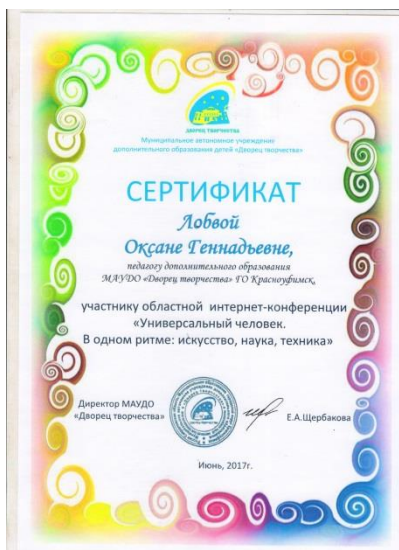 ДВОРЕЦ ТВОРЧЕСТВА
Муниципальное автономное учреждение
дополнительного образования детей «Дворец творчества»
СЕРТИФИКАТ
Лобвой
Оксане Геннадьевне,
педагогу дополнительного образования
МАУДО «Дворец творчества» ГО Красноуфимск,
участнику областной интернет-конференции
«Универсальный человек.
В одном ритме: искусство, наука, техника»
Директор МАУДО
«Дворец творчества»
Е.А.Щербакова
Июнь, 2017г.